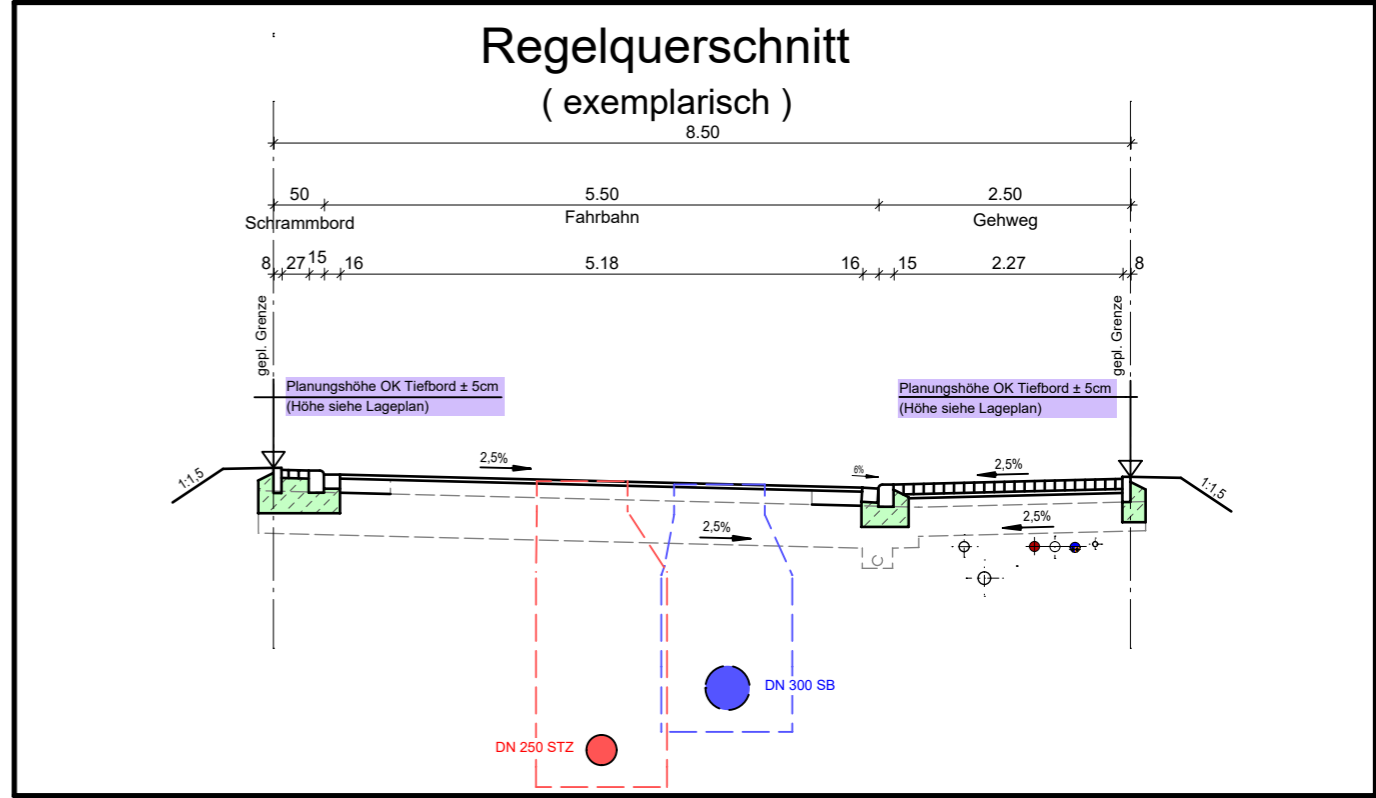 Regelquerschnitt
( exemplarisch )
8.50
50 5.50 2.50
Schrammbord Fahrbahn Gehweg
8 27 15 16 5.18 16 15 2.27 8
gepl. Grenze gepl. Grenze
Planungshöhe OK Tiefbord ± 5cm
(Höhe siehe Lageplan)
Planungshöhe OK Tiefbord ± 5cm
(Höhe siehe Lageplan)
1:1,5 2,5% 6% 2,5% 1:1,5
2,5% 2,5%
DN 300 SB
DN 250 STZ